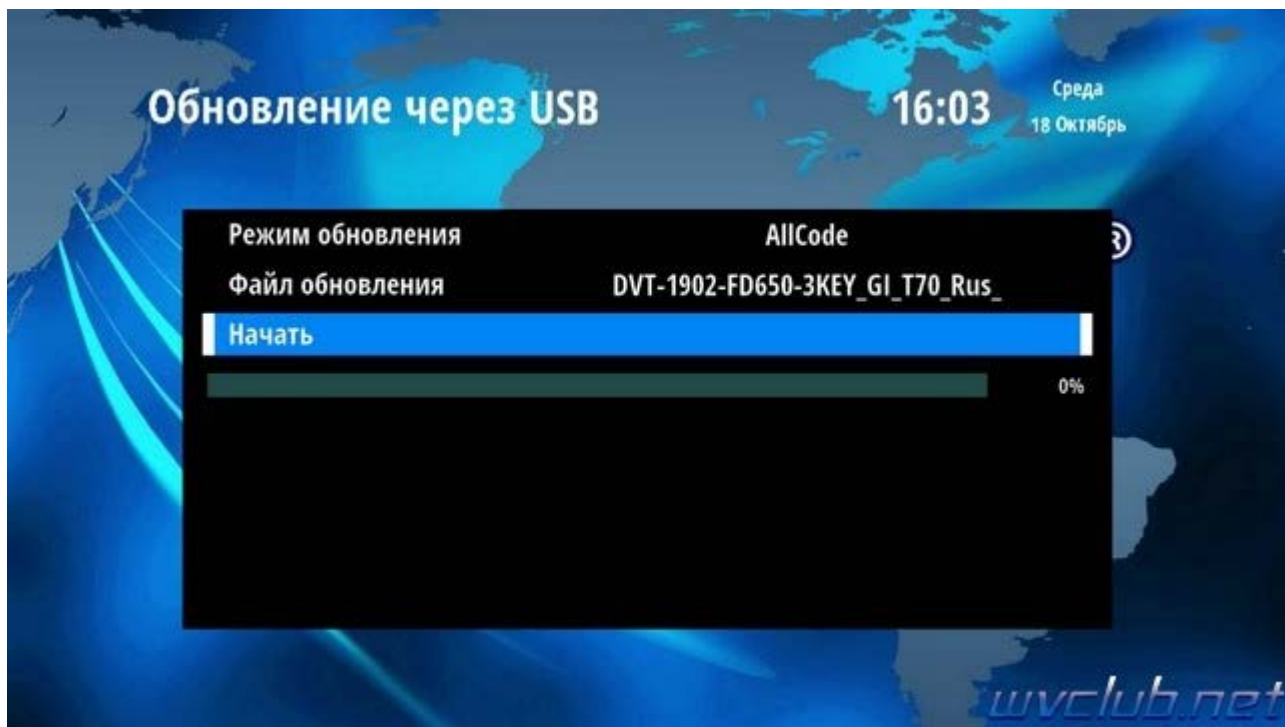 Обновление через USB
16:03
Среда
18 Октябрь
Режим обновления AllCode
®
Файл обновления DVT-1902-FD650-3KEY_GI_T70_Rus_
Начать
0%
wvclub.net